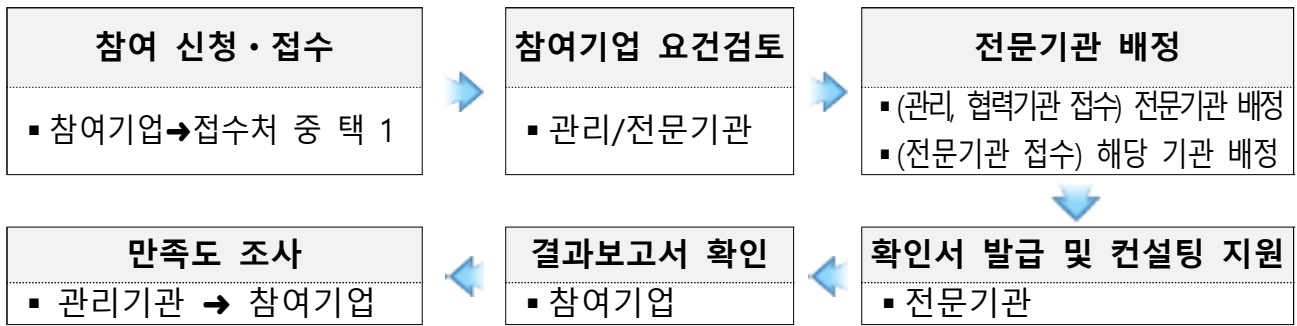 참여 신청・접수
▪ 참여기업➜접수처 중 택 1
참여기업 요건검토
▪ 관리/전문기관
전문기관 배정
▪ (관리, 협력기관 접수) 전문기관 배정
▪ (전문기관 접수) 해당 기관 배정
확인서 발급 및 컨설팅 지원
▪ 전문기관
결과보고서 확인
▪ 참여기업
만족도 조사
▪ 관리기관 ➜ 참여기업